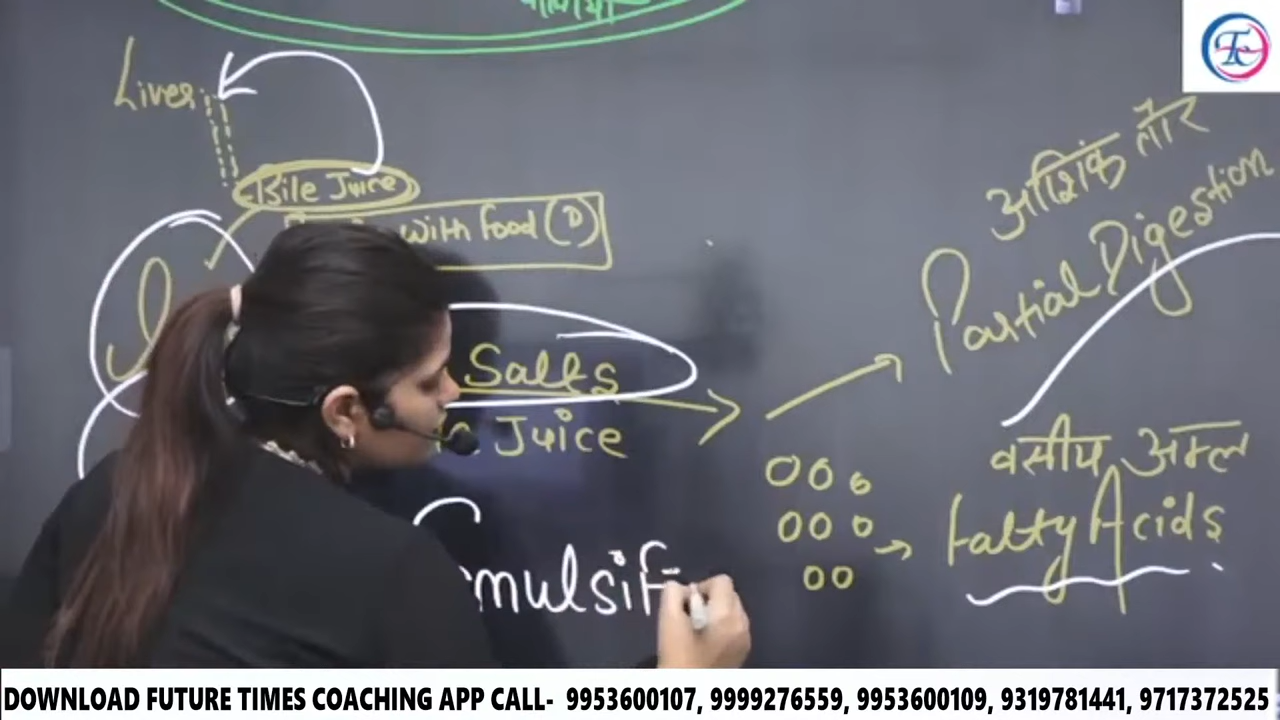 Liver
Bile Juice
with food (D)
Salts
Juice
mulsif
आंशिक तौर
Partial Digestion
वसीय अम्ल
Fatty Acids
DOWNLOAD FUTURE TIMES COACHING APP CALL- 9953600107, 9999276559, 9953600109, 9319781441, 9717372525